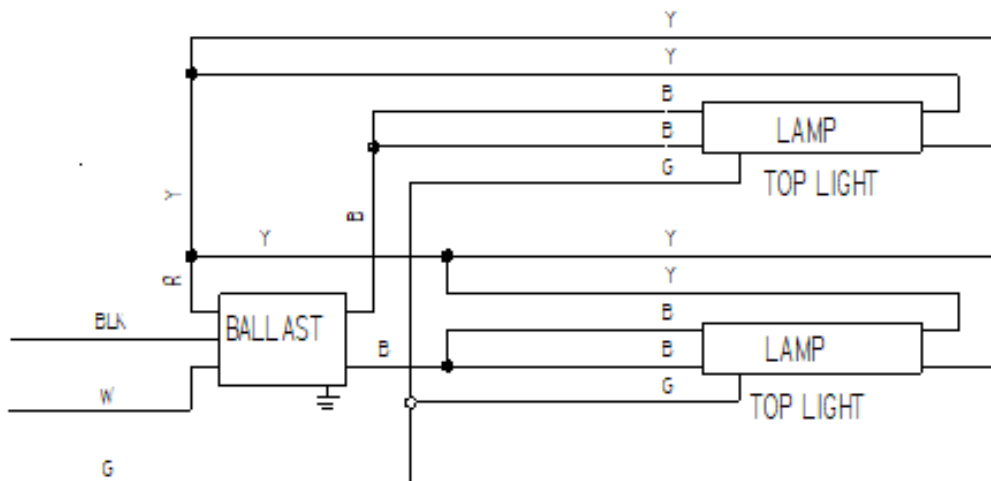 Y
Y
B
B LAMP
G TOP LIGHT
Y B
Y Y
R Y
BLK BALLAST B
B B LAMP
W G TOP LIGHT
G